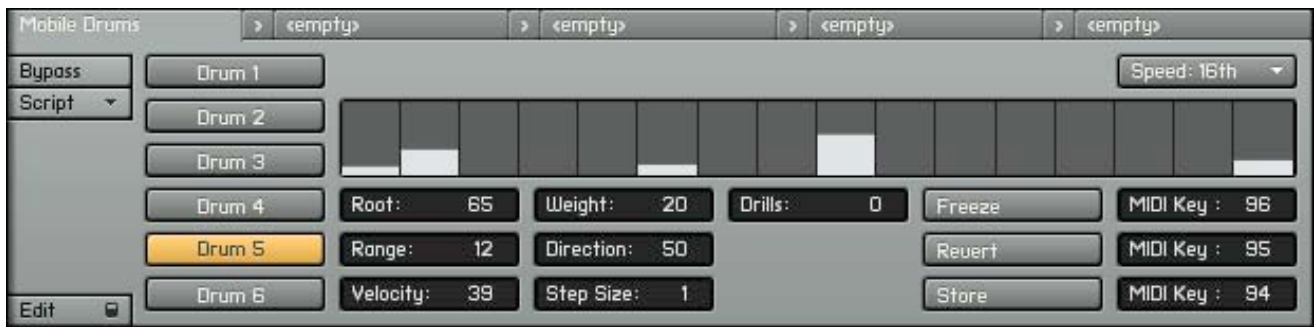 Mobile Drums > <empty> > <empty> > <empty> > <empty>
Bypass Drum 1 Speed: 16th
Script Drum 2
Drum 3
Drum 4 Root: 65 Weight: 20 Drills: 0 Freeze MIDI Key : 96
Drum 5 Range: 12 Direction: 50 Revert MIDI Key : 95
Drum 6 Velocity: 39 Step Size: 1 Store MIDI Key : 94
Edit